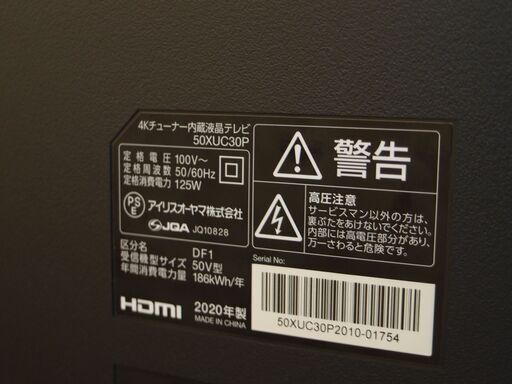 4Kチューナー内蔵液晶テレビ
50XUC30P
定格電圧 100V～
定格周波数 50/60Hz
定格消費電力 125W
PS
E
アイリスオーヤマ株式会社
JQA JQ10828
区分名 DF1
受信機型サイズ 50V型
年間消費電力量 186kWh/年
HDMI
2020年製
MADE IN CHINA
警告
高圧注意
サービスマン以外の方は、
裏ぶたをあけないでください。
内部には高電圧部分があり、
万一さわると危険です。
Serial No:
50XUC30P2010-01754